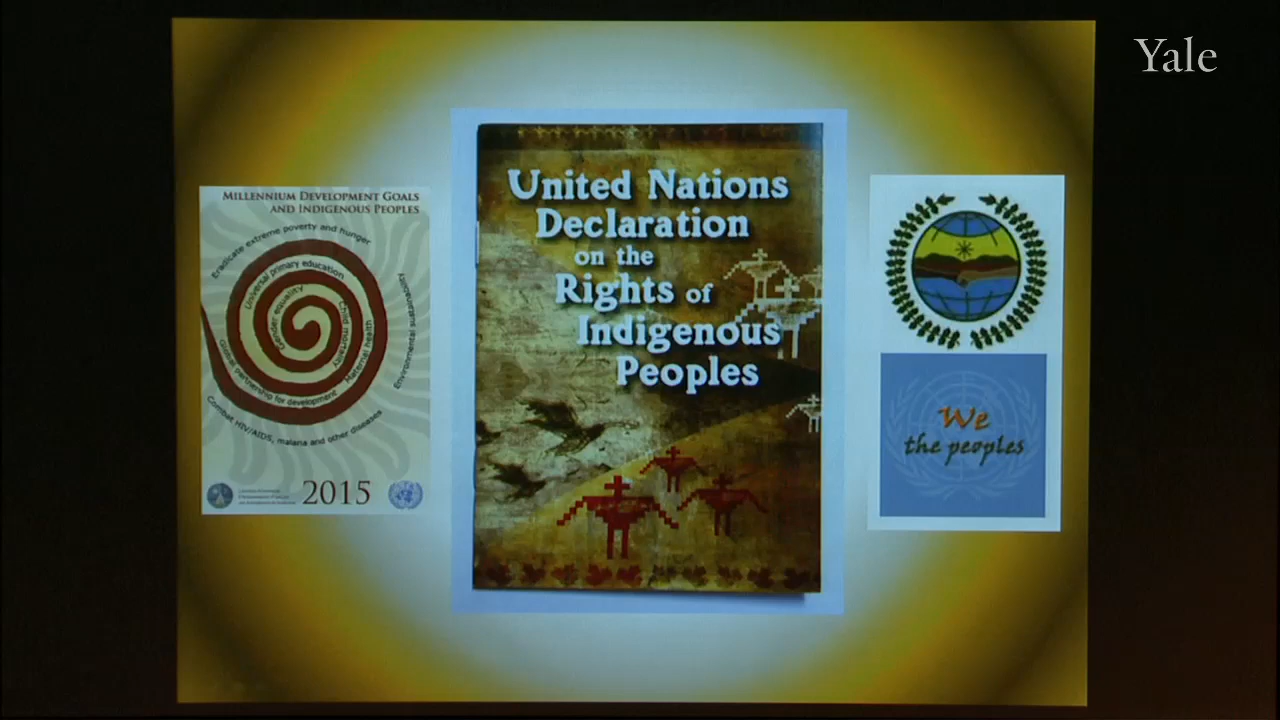 Yale
MILLENNIUM DEVELOPMENT GOALS
AND INDIGENOUS PEOPLES
Eradicate extreme poverty and hunger
Universal primary education
Gender equality
Child mortality
Maternal health
Environmental sustainability
Global partnership for development
Combat HIV/AIDS, malaria and other diseases
2015
United Nations
Declaration
on the
Rights of
Indigenous
Peoples
We
the peoples